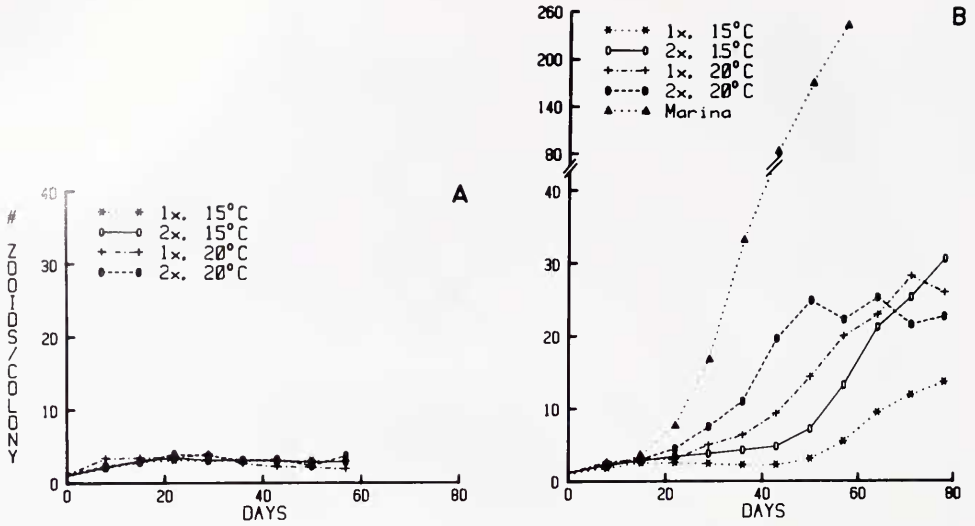 A
# ZOOIDS/COLONY
40
30
20
10
0
1x, 15°C
2x, 15°C
1x, 20°C
2x, 20°C
0 20 40 60 80
DAYS
B
260
200
140
80
40
30
20
10
0
1x, 15°C
2x, 15°C
1x, 20°C
2x, 20°C
Marina
0 20 40 60 80
DAYS